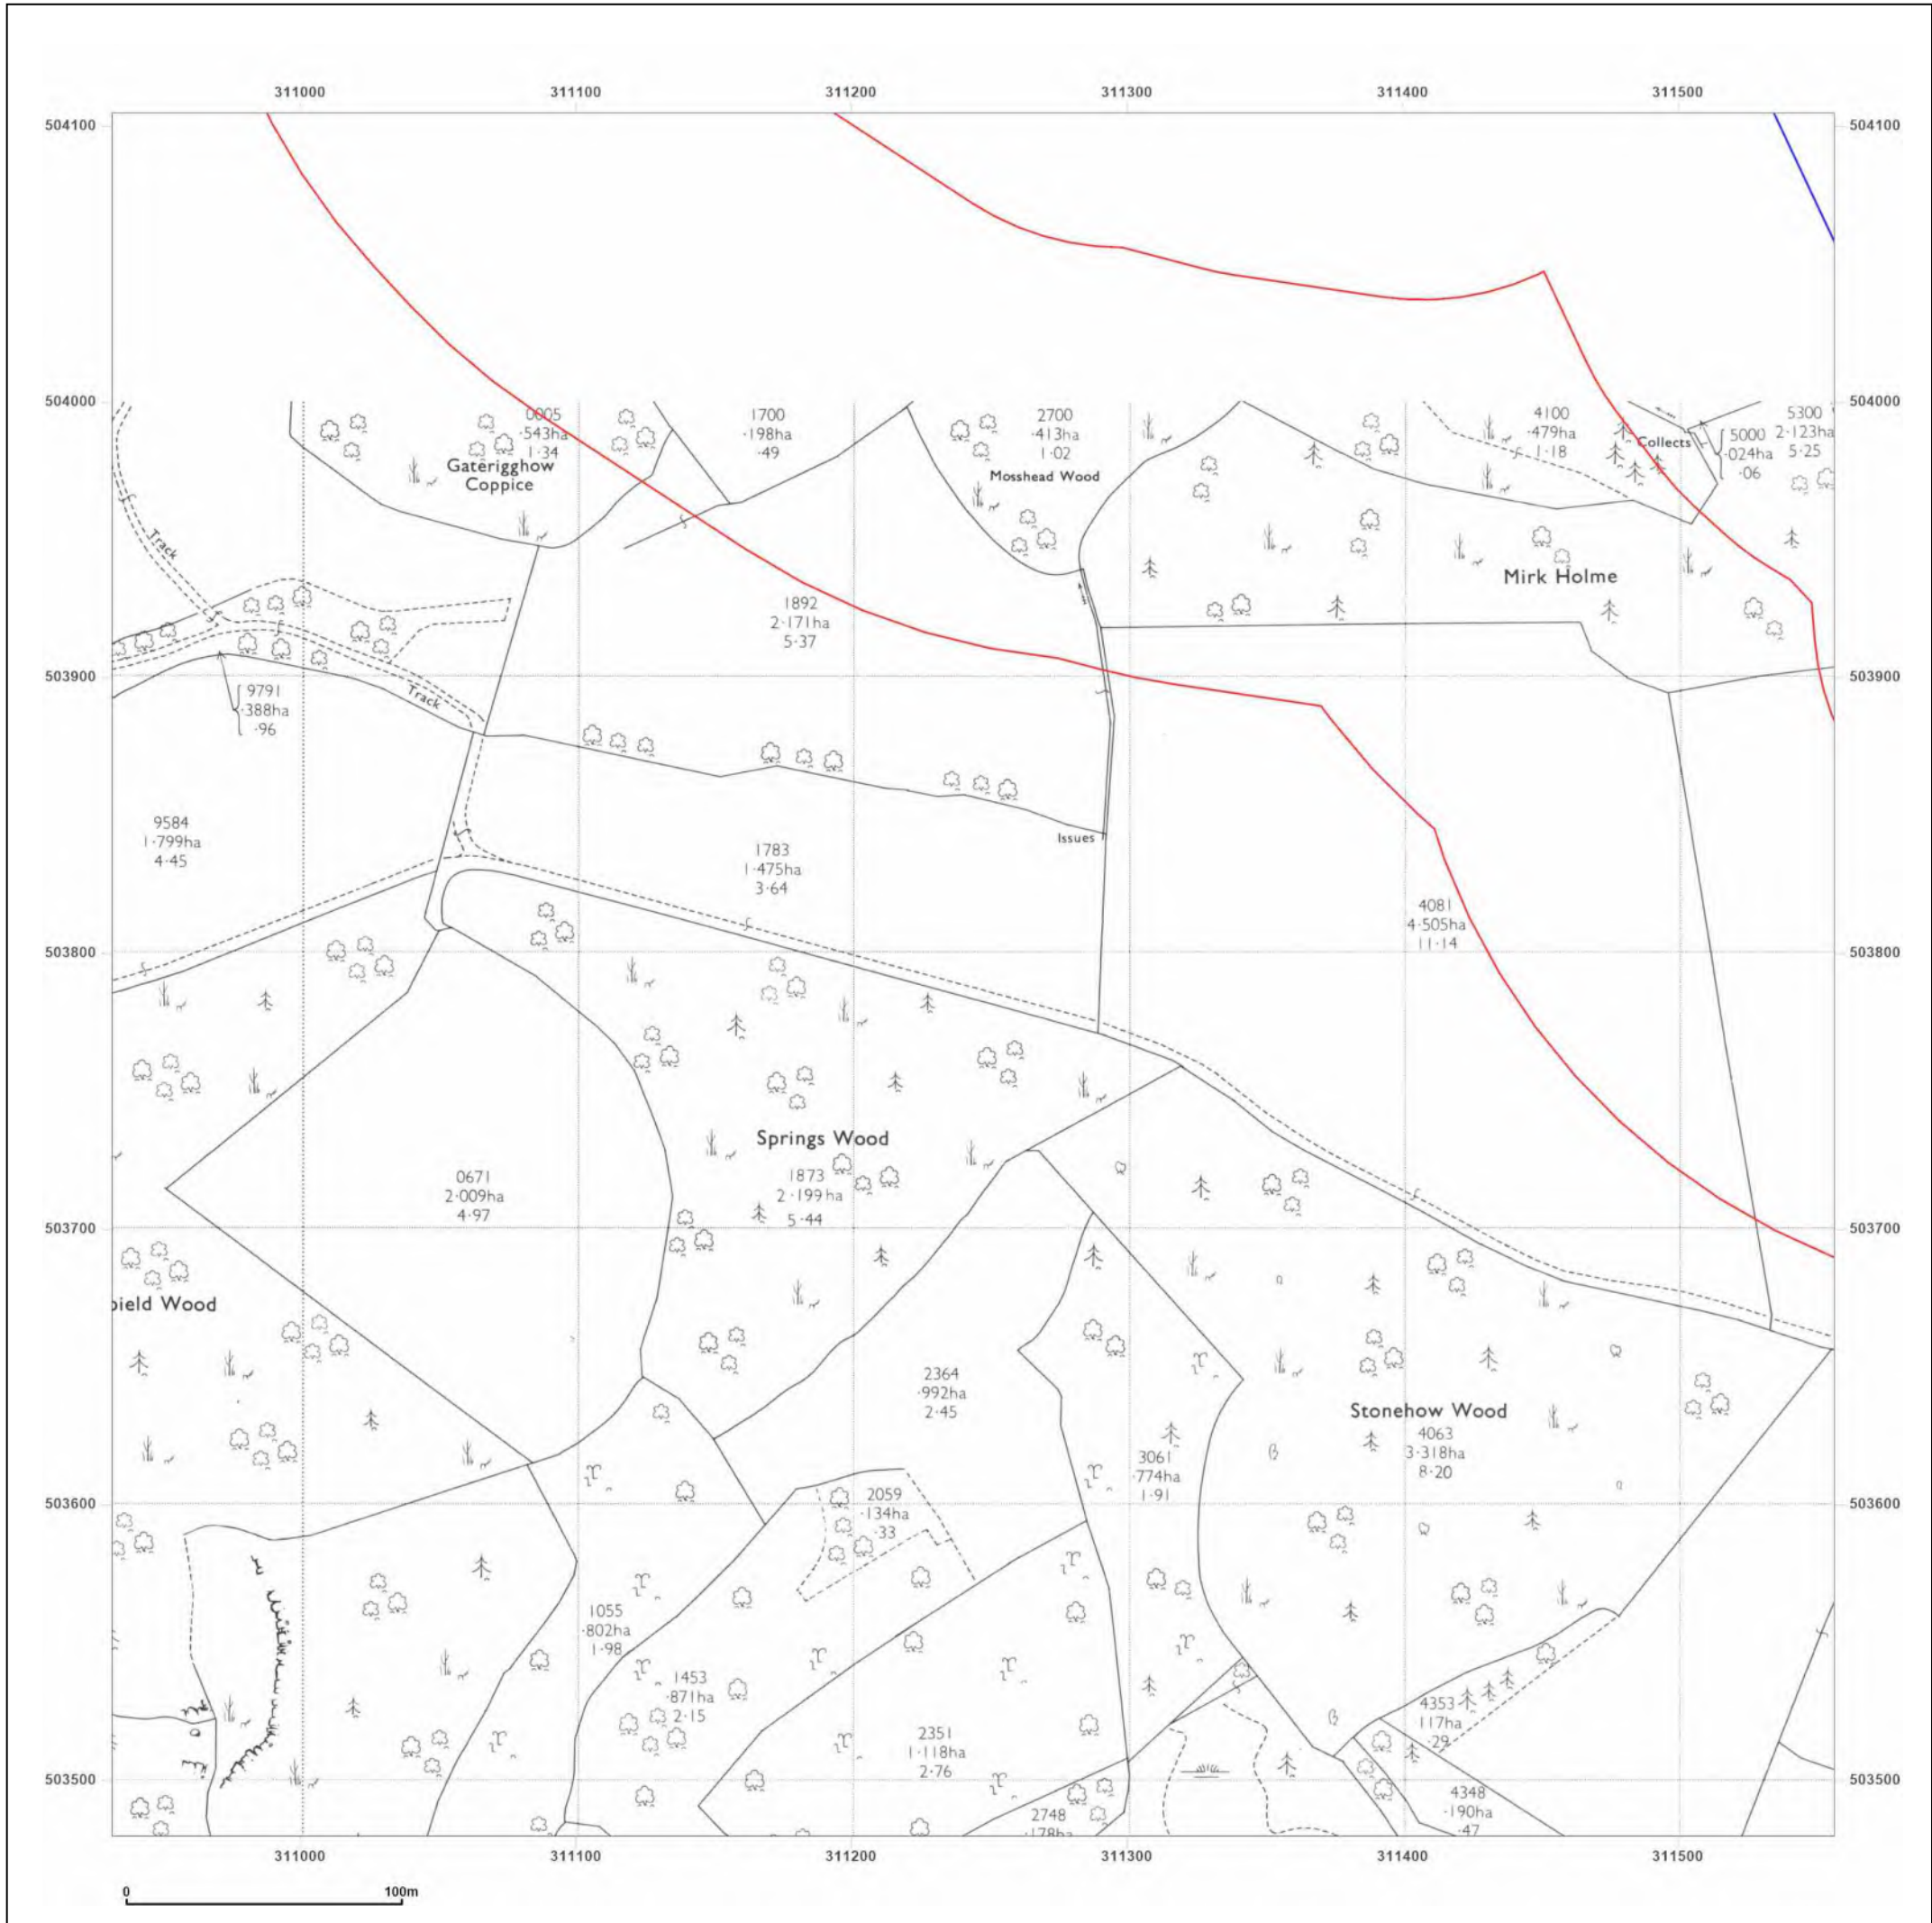 311000 311100 311200 311300 311400 311500
504100 504100
504000 504000
0005
·543ha
1·34
Gaterigghow
Coppice
1700
·198ha
·49
2700
·413ha
1·02
Mosshead Wood
4100
·479ha
1·18
Collects
5000
·024ha
·06
5300
2·123ha
5·25
Track
Mirk Holme
1892
2·171ha
5·37
503900 503900
9791
·388ha
·96
Track
9584
1·799ha
4·45
1783
1·475ha
3·64
Issues
4081
4·505ha
11·14
503800 503800
Springs Wood
1873
2·199ha
5·44
0671
2·009ha
4·97
503700 503700
bield Wood
2364
·992ha
2·45
Stonehow Wood
4063
3·318ha
8·20
3061
·774ha
1·91
2059
·134ha
·33
503600 503600
1055
·802ha
1·98
1453
·871ha
2·15
2351
1·118ha
2·76
4353
·117ha
·29
503500 503500
4348
·190ha
·47
2748
·178ha
311000 311100 311200 311300 311400 311500
0 100m